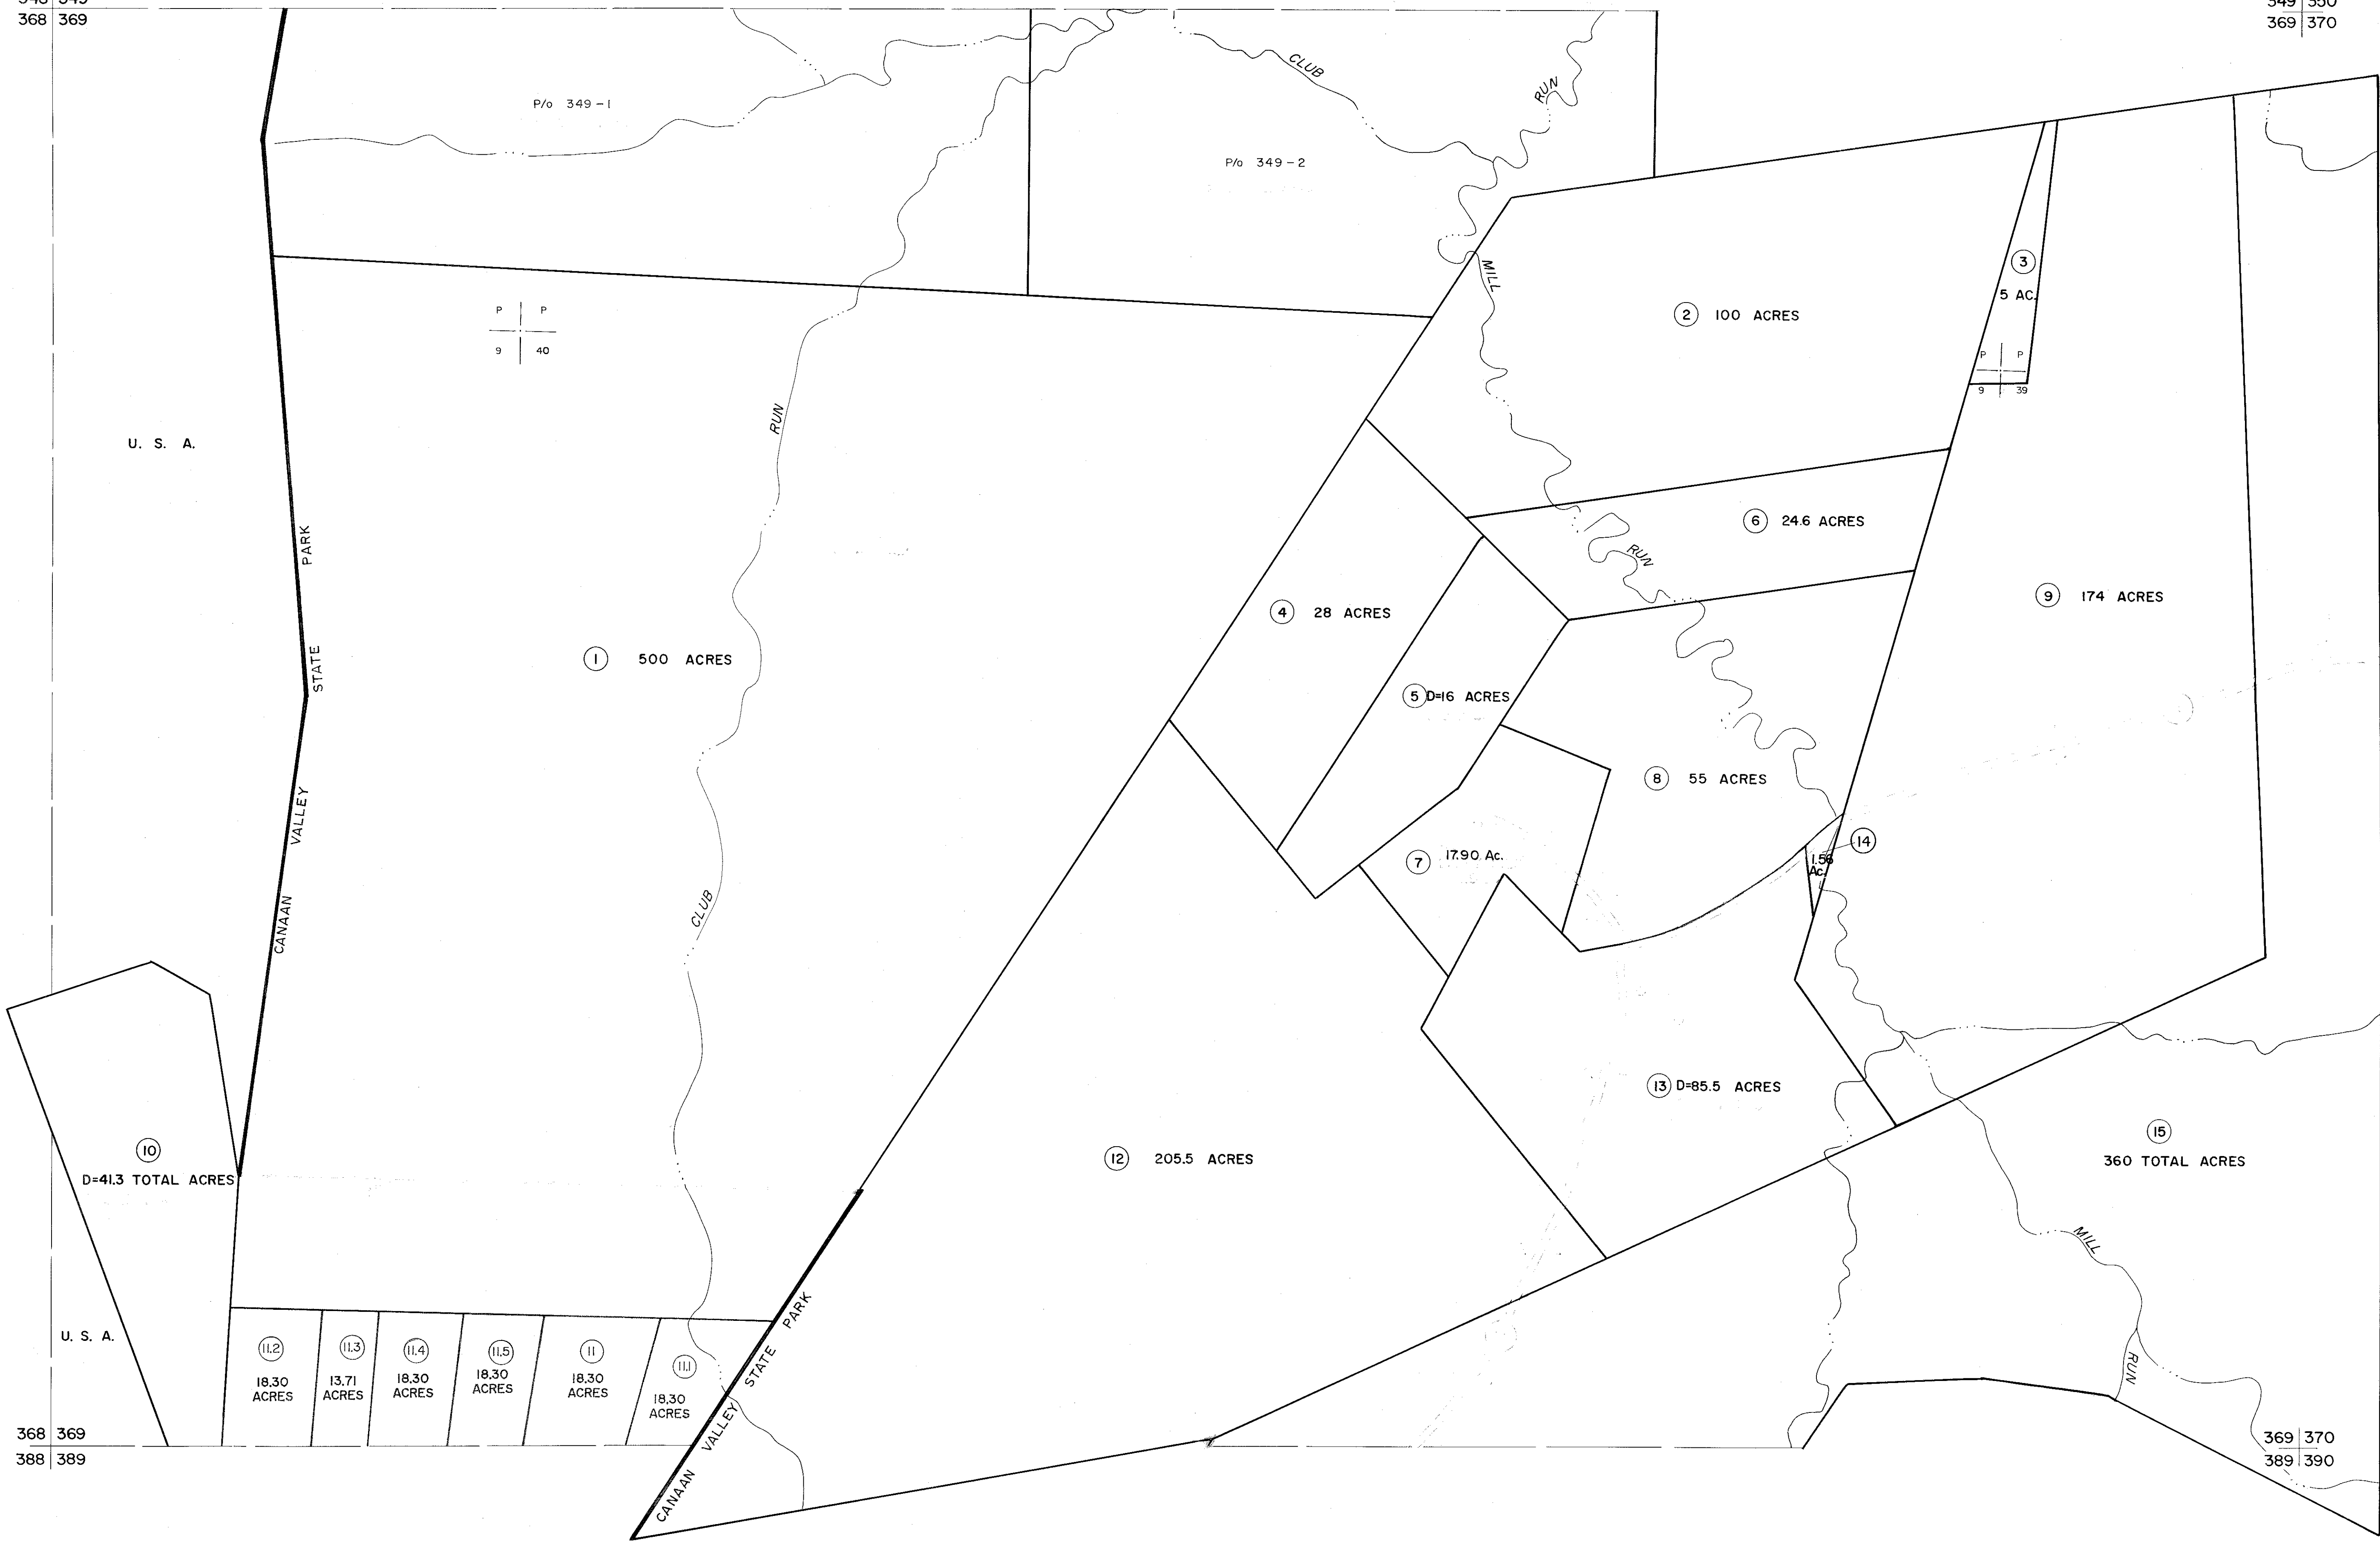 349
368 369
349 350
369 370
CLUB
RUN
P/o 349-1
P/o 349-2
MILL
3
5 AC.
P P
9 40
2 100 ACRES
P P
9 39
RUN
U. S. A.
PARK
6 24.6 ACRES
RUN
9 174 ACRES
4 28 ACRES
STATE
1 500 ACRES
5 D=16 ACRES
8 55 ACRES
VALLEY
14
7 17.90 Ac.
1.56
Ac.
CLUB
CANAAN
13 D=85.5 ACRES
10
D=41.3 TOTAL ACRES
12 205.5 ACRES
15
360 TOTAL ACRES
MILL
PARK
U. S. A.
11.2
18.30
ACRES
11.3
13.71
ACRES
11.4
18.30
ACRES
11.5
18.30
ACRES
11
18.30
ACRES
11.1
18.30
ACRES
STATE
RUN
VALLEY
CANAAN
368 369
388 389
369 370
389 390